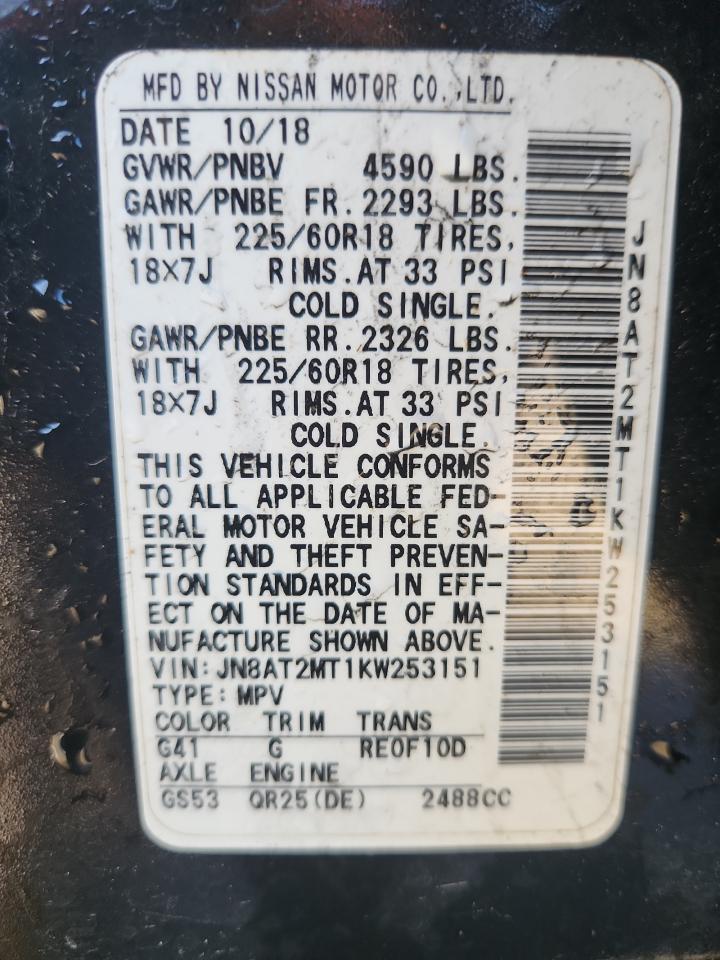 MFD BY NISSAN MOTOR CO.,LTD.
DATE 10/18
GVWR/PNBV 4590 LBS.
GAWR/PNBE FR.2293 LBS.
WITH 225/60R18 TIRES,
18X7J RIMS.AT 33 PSI
COLD SINGLE.
GAWR/PNBE RR.2326 LBS.
WITH 225/60R18 TIRES,
18X7J RIMS.AT 33 PSI
COLD SINGLE.
THIS VEHICLE CONFORMS
TO ALL APPLICABLE FED-
ERAL MOTOR VEHICLE SA-
FETY AND THEFT PREVEN-
TION STANDARDS IN EFF-
ECT ON THE DATE OF MA-
NUFACTURE SHOWN ABOVE.
VIN:JN8AT2MT1KW253151
TYPE:MPV
COLOR TRIM TRANS
G41 G RE0F10D
AXLE ENGINE
GS53 QR25(DE) 2488CC
JN8AT2MT1KW253151